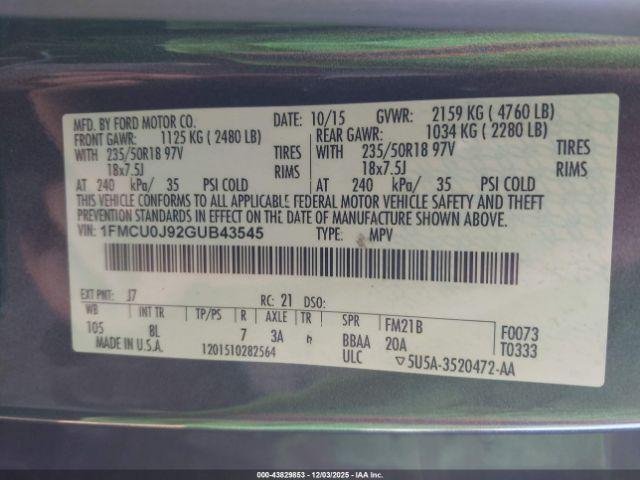 MFD. BY FORD MOTOR CO. DATE: 10/15 GVWR: 2159 KG ( 4760 LB)
FRONT GAWR: 1125 KG ( 2480 LB) REAR GAWR: 1034 KG ( 2280 LB)
WITH 235/50R18 97V TIRES WITH 235/50R18 97V TIRES
18x7.5J RIMS 18x7.5J RIMS
AT 240 kPa/ 35 PSI COLD AT 240 kPa/ 35 PSI COLD
THIS VEHICLE CONFORMS TO ALL APPLICABLE FEDERAL MOTOR VEHICLE SAFETY AND THEFT
PREVENTION STANDARDS IN EFFECT ON THE DATE OF MANUFACTURE SHOWN ABOVE.
VIN: 1FMCU0J92GUB43545 TYPE: MPV
EXT PNT: J7 RC: 21 DSO:
WB INT TR TP/PS R AXLE TR SPR FM21B F0073
105 8L 7 3A 6 BBAA 20A T0333
MADE IN U.S.A. 1201510282564 ULC ▽5U5A-3520472-AA
000-43829853 - 12/03/2025 - IAA Inc.